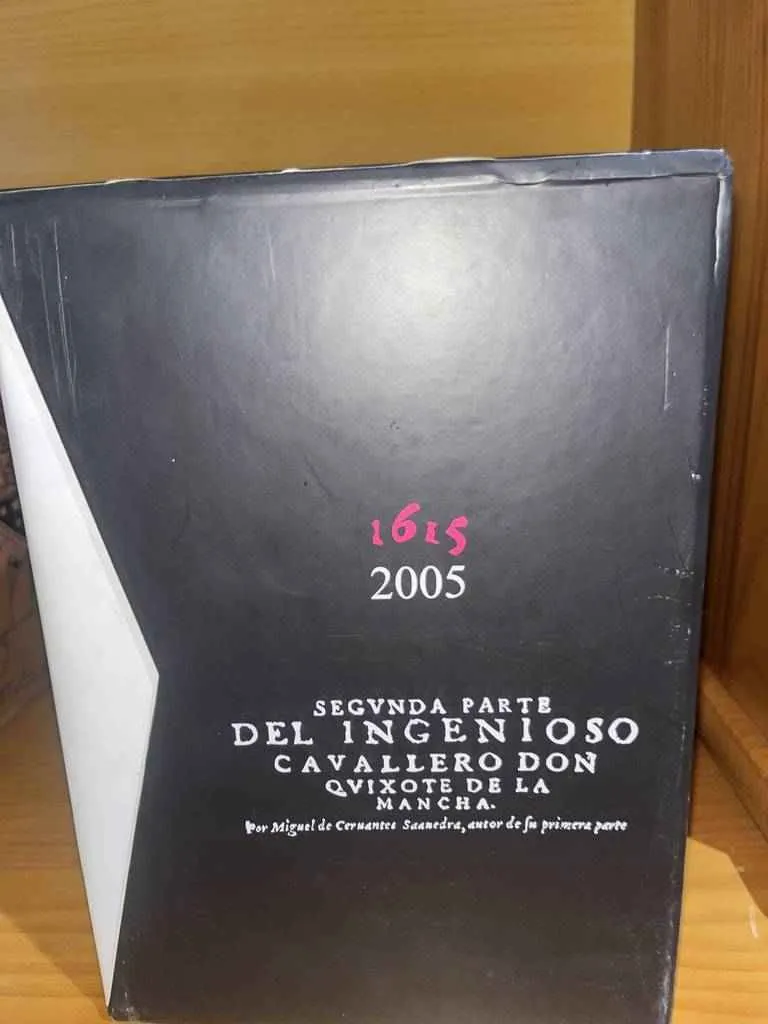 1615
2005
SEGVNDA PARTE
DEL INGENIOSO
CAVALLERO DON
QVIXOTE DE LA
MANCHA.
Por Miguel de Ceruantes Saauedra, autor de ſu primera parte